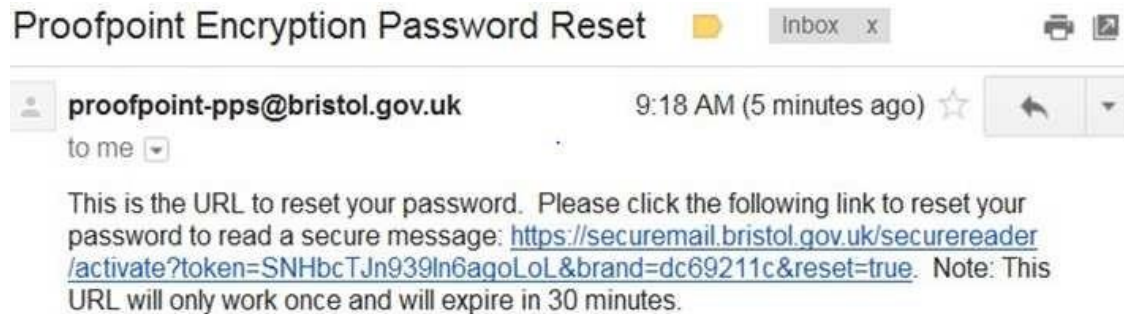 Proofpoint Encryption Password Reset Inbox x
proofpoint-pps@bristol.gov.uk 9:18 AM (5 minutes ago)
to me
This is the URL to reset your password. Please click the following link to reset your
password to read a secure message: https://securemail.bristol.gov.uk/securereader
/activate?token=SNHbcTJn939ln6agoLoL&brand=dc69211c&reset=true. Note: This
URL will only work once and will expire in 30 minutes.